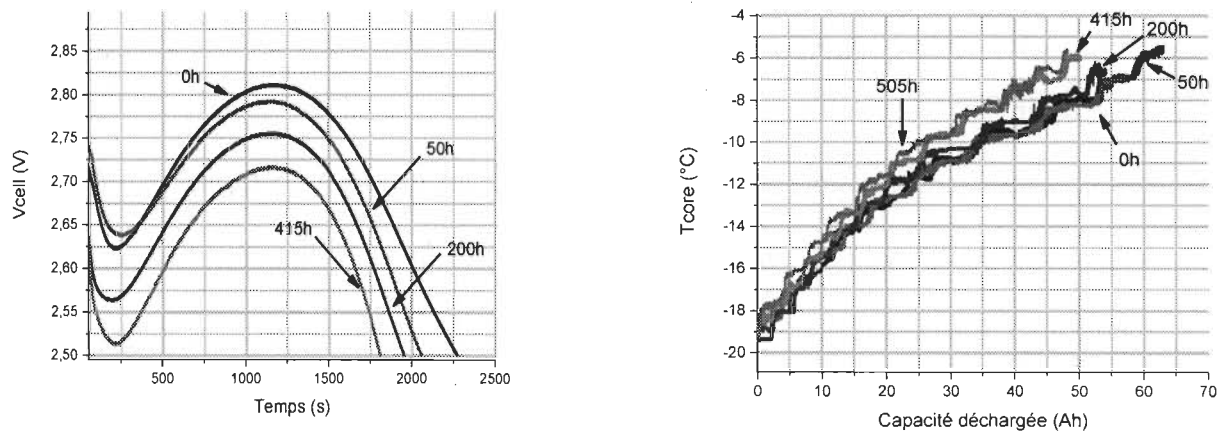 2,85
2,80
2,75
2,70
2,65
2,60
2,55
2,50
Vcell (V)
0h
50h
200h
415h
500
1000
1500
2000
2500
Temps (s)
-4
-6
-8
-10
-12
-14
-16
-18
-20
Tcore (°C)
415h
200h
505h
50h
0h
0
10
20
30
40
50
60
70
Capacité déchargée (Ah)